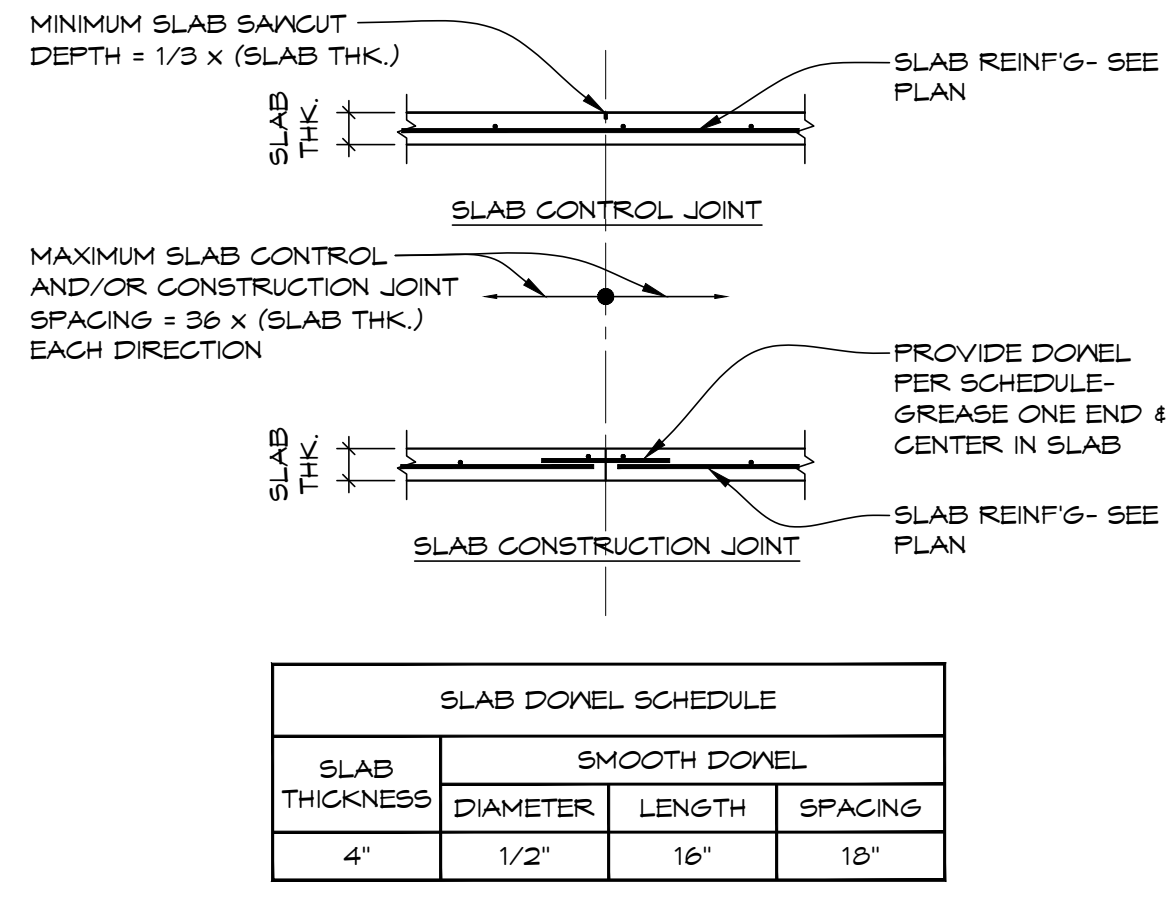 MINIMUM SLAB SAWCUT
DEPTH = 1/3 x (SLAB THK.)
SLAB REINF'G- SEE
PLAN
SLAB
THK.
SLAB CONTROL JOINT
MAXIMUM SLAB CONTROL
AND/OR CONSTRUCTION JOINT
SPACING = 36 x (SLAB THK.)
EACH DIRECTION
PROVIDE DOWEL
PER SCHEDULE-
GREASE ONE END &
CENTER IN SLAB
SLAB
THK.
SLAB REINF'G- SEE
PLAN
SLAB CONSTRUCTION JOINT
SLAB DOWEL SCHEDULE
SLAB
THICKNESS
SMOOTH DOWEL
DIAMETER
LENGTH
SPACING
4"
1/2"
16"
18"